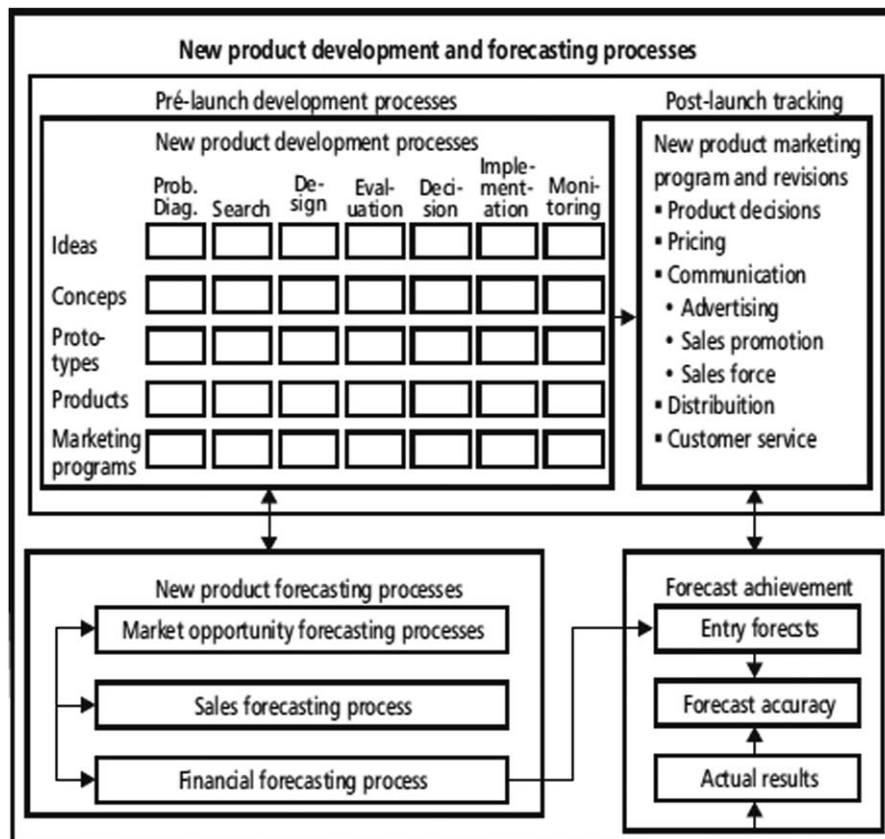 New product development and forecasting processes
Pré-launch development processes
New product development processes
Prob.
Diag.
Search
De-
sign
Eval-
uation
Deci-
sion
Imple-
ment-
ation
Moni-
toring
Ideas
Conceps
Proto-
types
Products
Marketing
programs
Post-launch tracking
New product marketing
program and revisions
▪ Product decisions
▪ Pricing
▪ Communication
• Advertising
• Sales promotion
• Sales force
▪ Distribuition
▪ Customer service
New product forecasting processes
Market opportunity forecasting processes
Sales forecasting process
Financial forecasting process
Forecast achievement
Entry forecsts
Forecast accuracy
Actual results